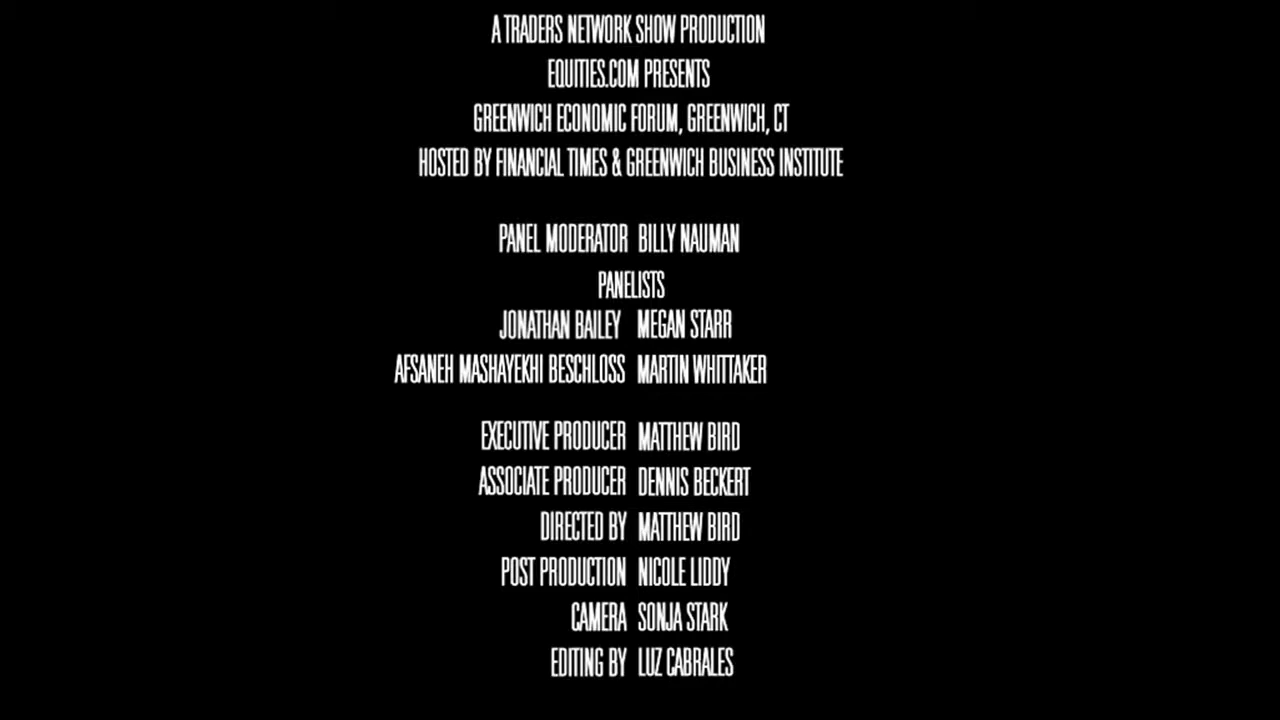 A TRADERS NETWORK SHOW PRODUCTION
EQUITIES.COM PRESENTS
GREENWICH ECONOMIC FORUM, GREENWICH, CT
HOSTED BY FINANCIAL TIMES & GREENWICH BUSINESS INSTITUTE
PANEL MODERATOR BILLY NAUMAN
PANELISTS
JONATHAN BAILEY MEGAN STARR
AFSANEH MASHAYEKHI BESCHLOSS MARTIN WHITTAKER
EXECUTIVE PRODUCER MATTHEW BIRD
ASSOCIATE PRODUCER DENNIS BECKERT
DIRECTED BY MATTHEW BIRD
POST PRODUCTION NICOLE LIDDY
CAMERA SONJA STARK
EDITING BY LUZ CABRALES